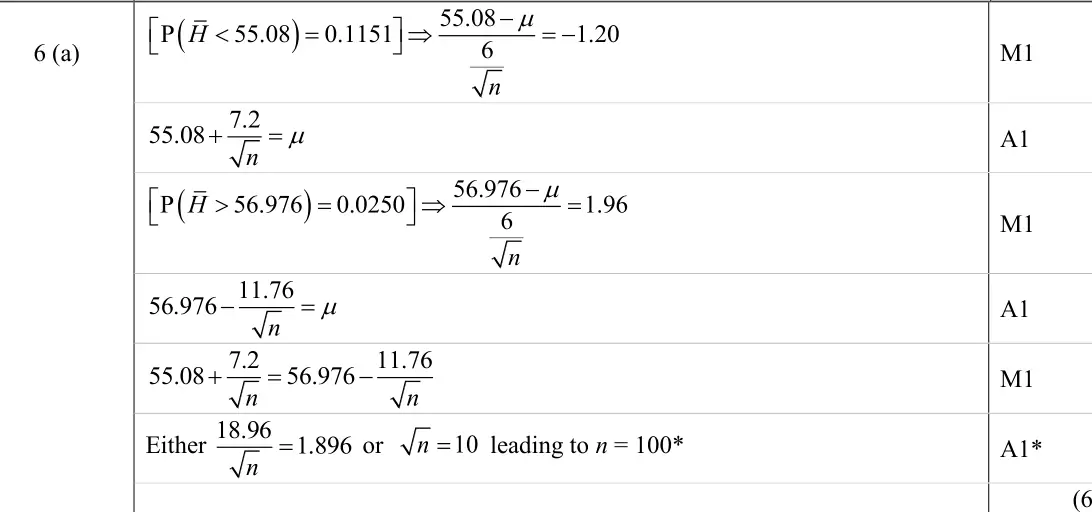 6 (a)
[P(H̄ < 55.08) = 0.1151] ⇒ (55.08 − μ)/(6/√n) = −1.20
M1
55.08 + 7.2/√n = μ
A1
[P(H̄ > 56.976) = 0.0250] ⇒ (56.976 − μ)/(6/√n) = 1.96
M1
56.976 − 11.76/√n = μ
A1
55.08 + 7.2/√n = 56.976 − 11.76/√n
M1
Either 18.96/√n = 1.896 or √n = 10 leading to n = 100*
A1*
(6